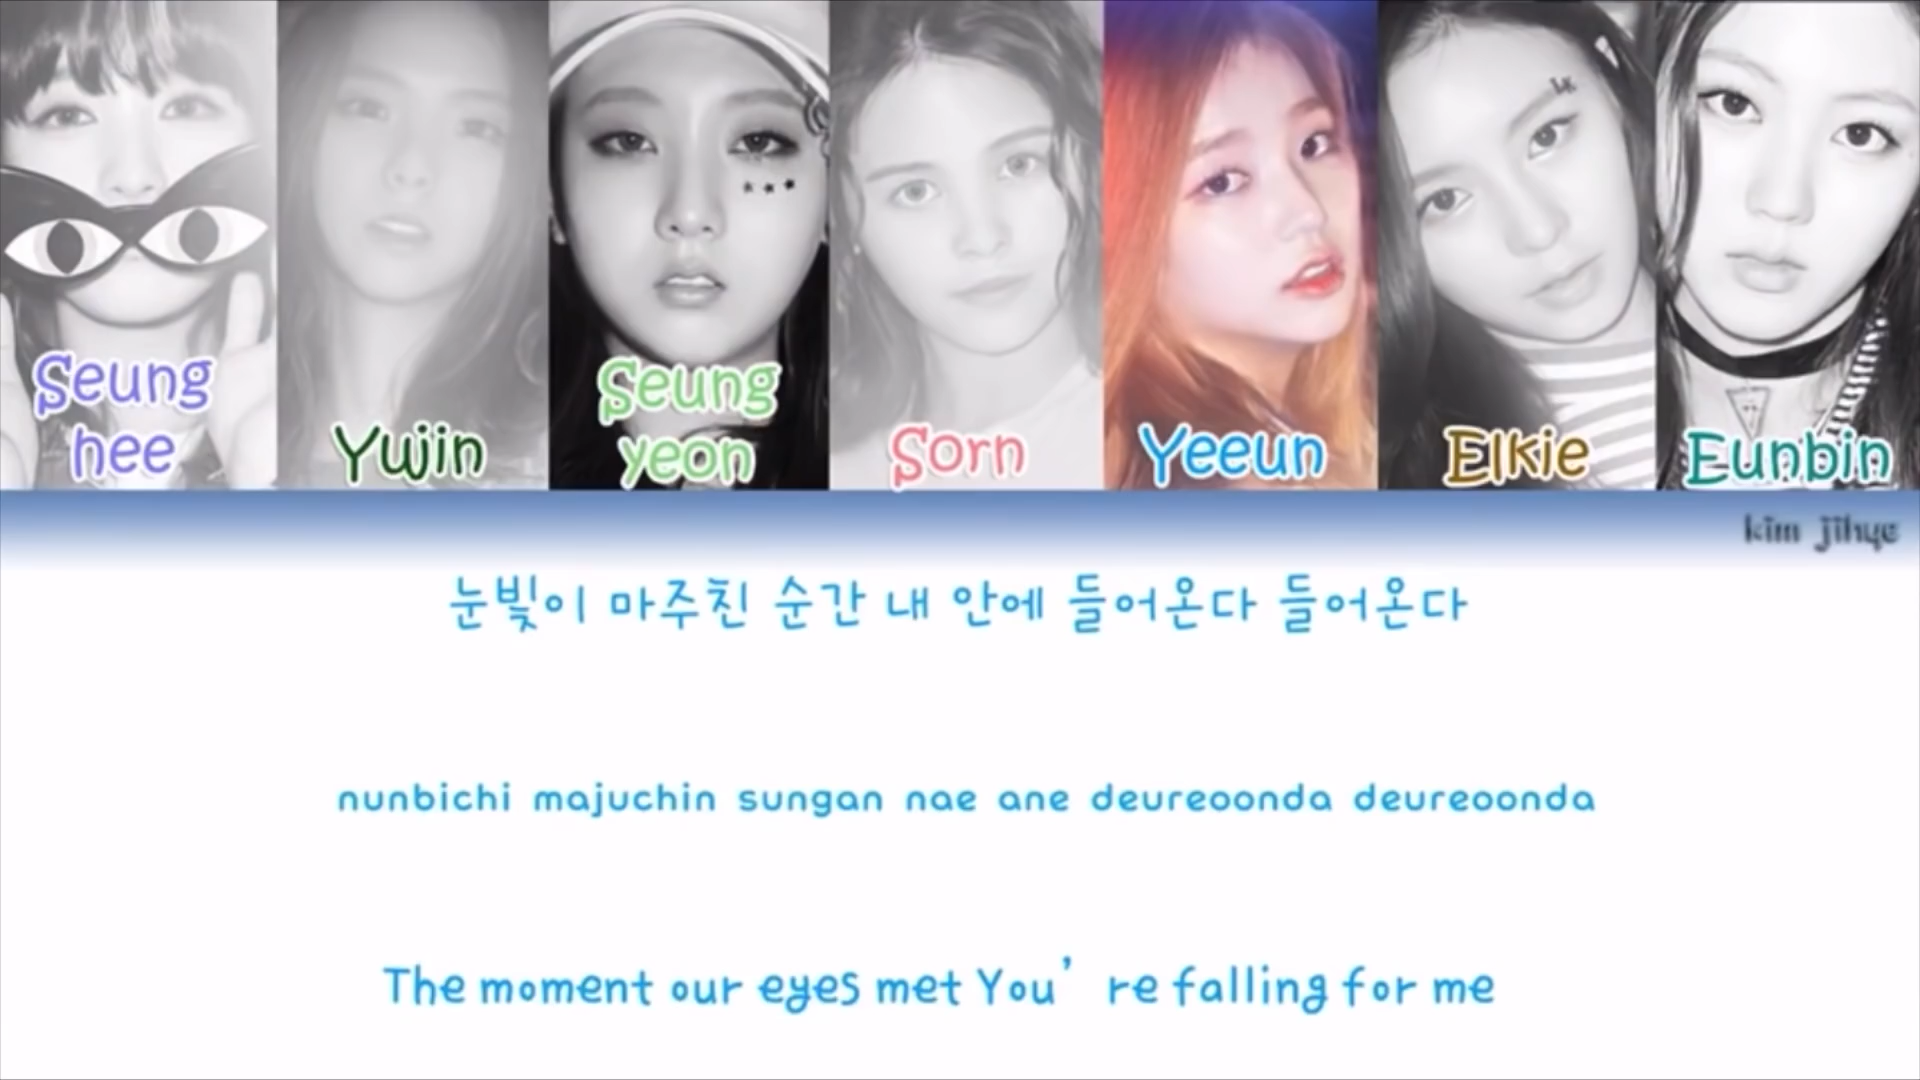 Seung
hee
Yujin
Seung
yeon
Sorn
Yeeun
Elkie
Eunbin
kim jihye
눈빛이 마주친 순간 내 안에 들어온다 들어온다
nunbichi majuchin sungan nae ane deureoonda deureoonda
The moment our eyes met You’re falling for me